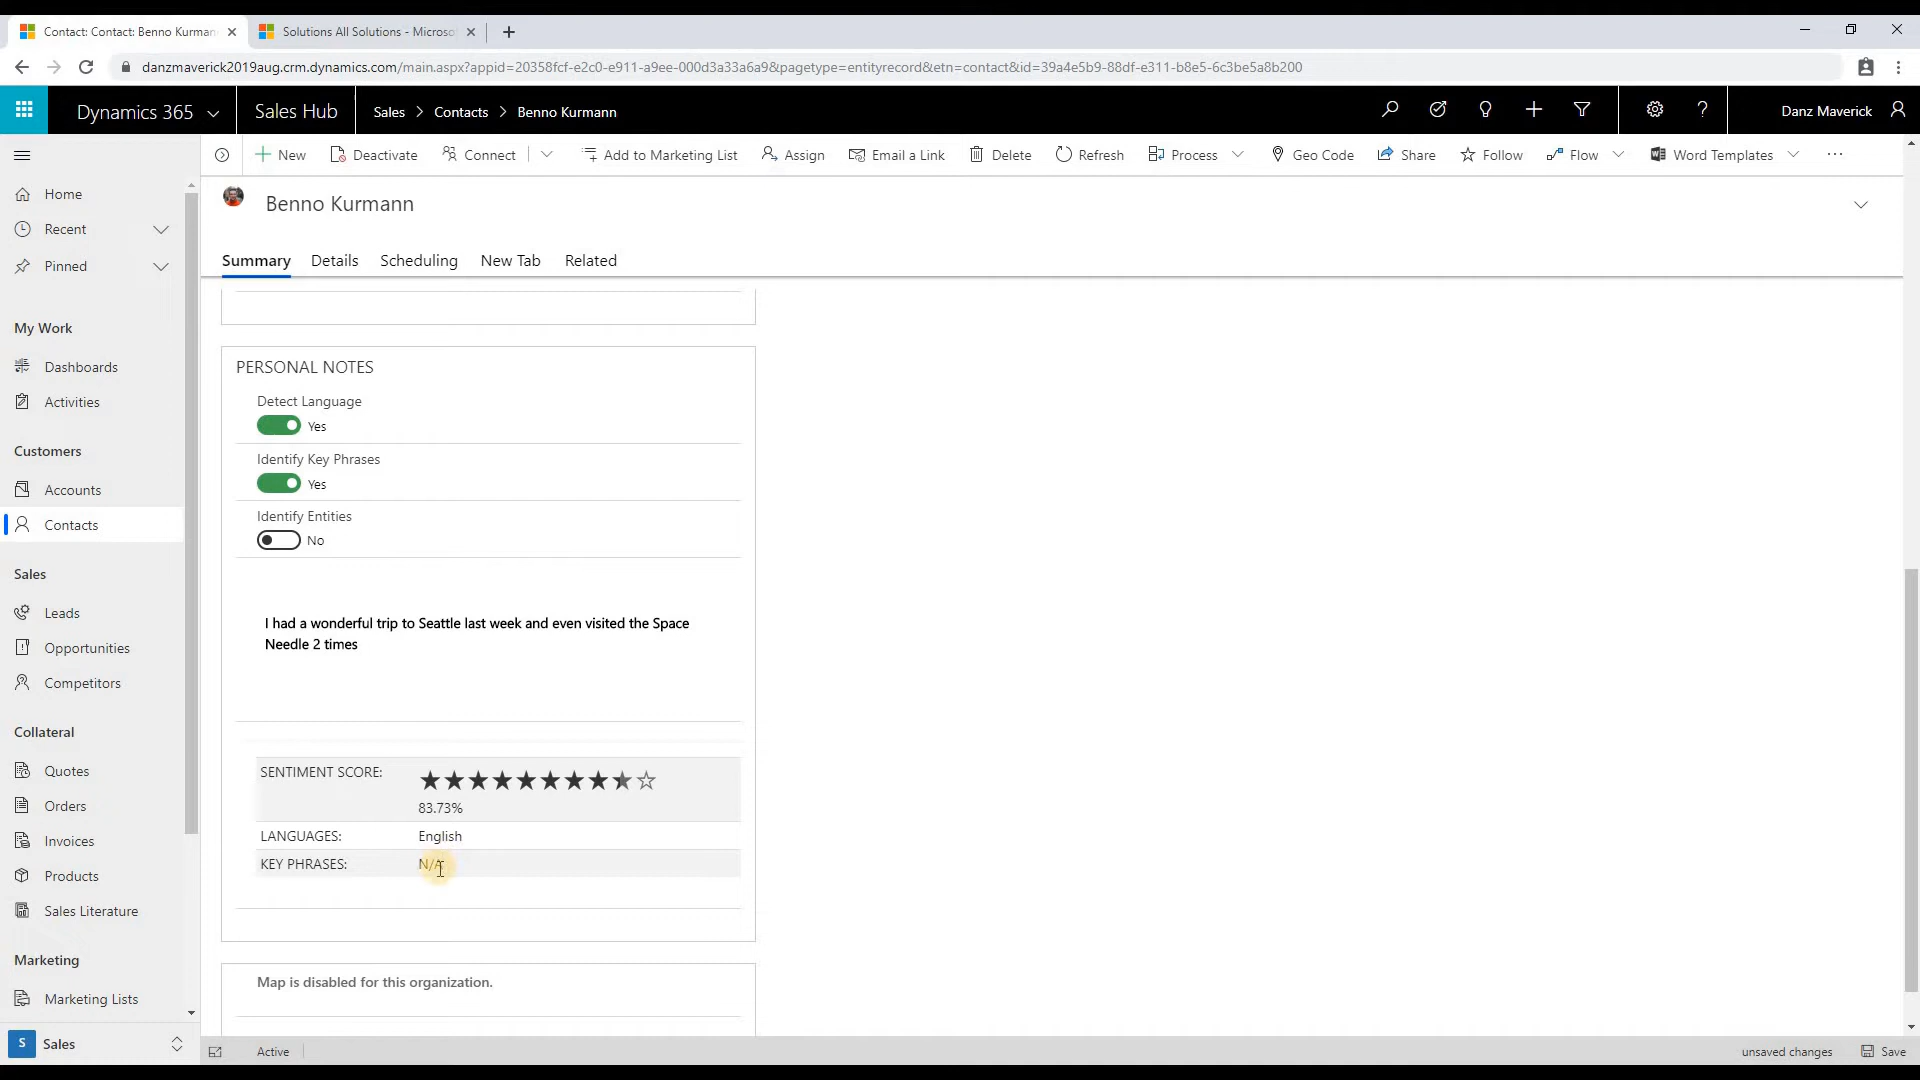 Contact: Contact: Benno Kurman
Solutions All Solutions - Microso
danzmaverick2019aug.crm.dynamics.com/main.aspx?appid=20358fcf-e2c0-e911-a9ee-000d3a33a6a9&pagetype=entityrecord&etn=contact&id=39a4e5b9-88df-e311-b8e5-6c3be5a8b200
Dynamics 365
Sales Hub
Sales > Contacts > Benno Kurmann
Danz Maverick
New
Deactivate
Connect
Add to Marketing List
Assign
Email a Link
Delete
Refresh
Process
Geo Code
Share
Follow
Flow
Word Templates
Home
Recent
Pinned
My Work
Dashboards
Activities
Customers
Accounts
Contacts
Sales
Leads
Opportunities
Competitors
Collateral
Quotes
Orders
Invoices
Products
Sales Literature
Marketing
Marketing Lists
S Sales
Benno Kurmann
Summary Details Scheduling New Tab Related
PERSONAL NOTES
Detect Language
Yes
Identify Key Phrases
Yes
Identify Entities
No
I had a wonderful trip to Seattle last week and even visited the Space
Needle 2 times
SENTIMENT SCORE:
83.73%
LANGUAGES: English
KEY PHRASES: N/A
Map is disabled for this organization.
Active
unsaved changes
Save